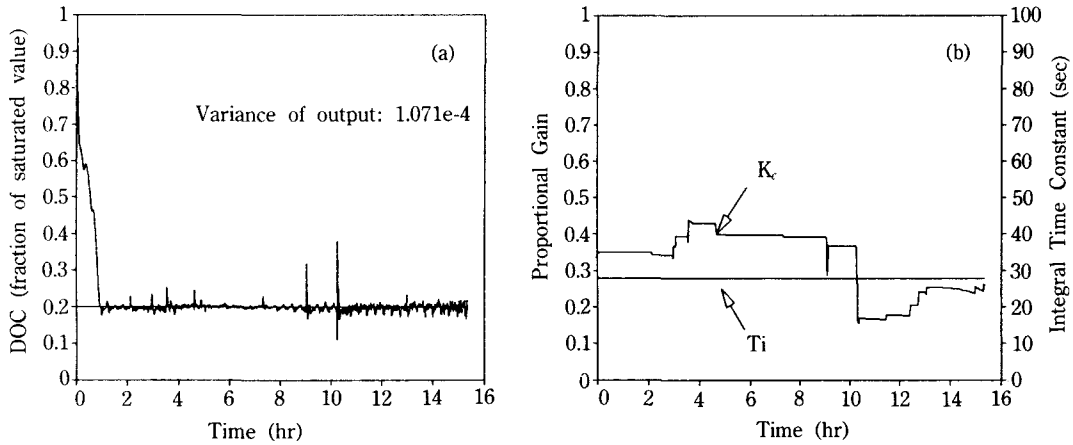 DOC (fraction of saturated value)
1
0.9
0.8
0.7
0.6
0.5
0.4
0.3
0.2
0.1
0
(a)
Variance of output: 1.071e-4
0 2 4 6 8 10 12 14 16
Time (hr)
Proportional Gain
1
0.9
0.8
0.7
0.6
0.5
0.4
0.3
0.2
0.1
0
(b)
Kc
Ti
0 2 4 6 8 10 12 14 16
Time (hr)
100
90
80
70
60
50
40
30
20
10
0
Integral Time Constant (sec)